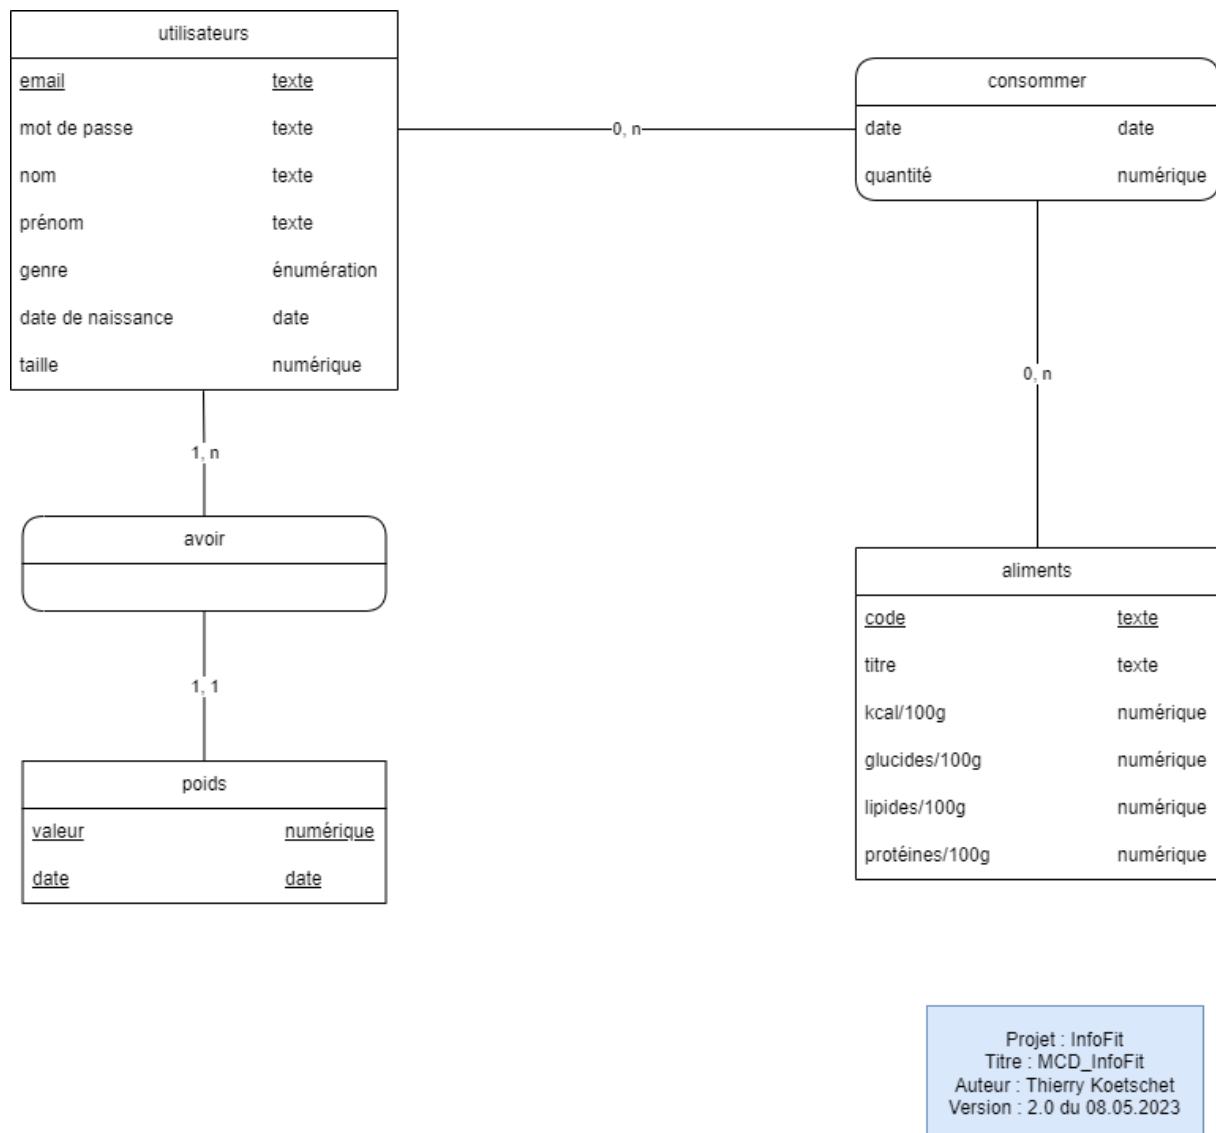 utilisateurs
email texte
mot de passe texte
nom texte
prénom texte
genre énumération
date de naissance date
taille numérique
0, n
consommer
date date
quantité numérique
1, n
avoir
1, 1
poids
valeur numérique
date date
0, n
aliments
code texte
titre texte
kcal/100g numérique
glucides/100g numérique
lipides/100g numérique
protéines/100g numérique
Projet : InfoFit
Titre : MCD_InfoFit
Auteur : Thierry Koetschet
Version : 2.0 du 08.05.2023